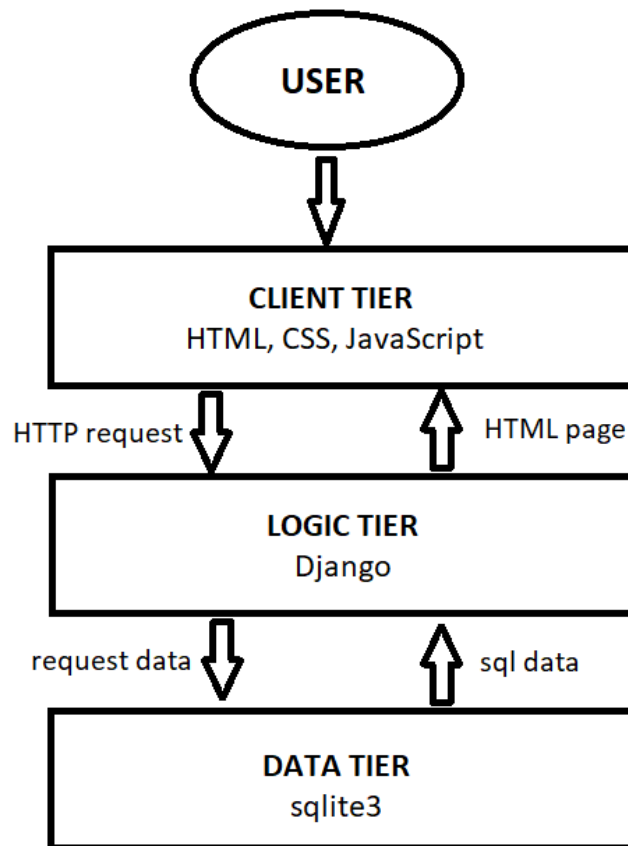 USER
CLIENT TIER
HTML, CSS, JavaScript
HTTP request
HTML page
LOGIC TIER
Django
request data
sql data
DATA TIER
sqlite3